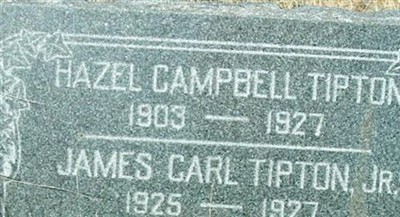 HAZEL CAMPBELL TIPTON
1903 — 1927
JAMES CARL TIPTON, JR.
1925 — 1927